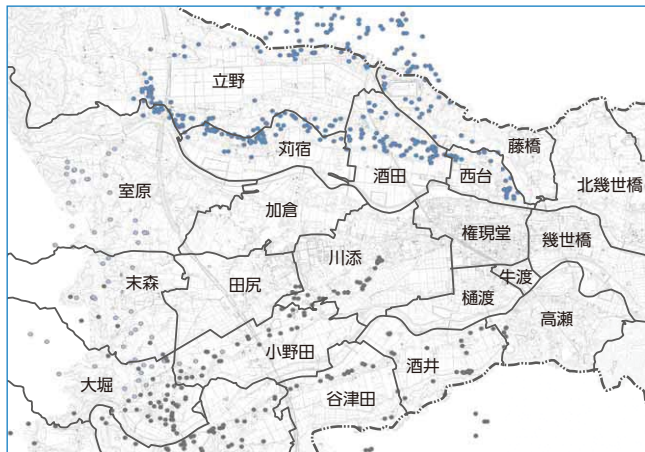 立野
藤橋
苅宿
酒田
西台
北幾世橋
室原
加倉
権現堂
幾世橋
川添
末森
田尻
牛渡
樋渡
高瀬
小野田
酒井
大堀
谷津田